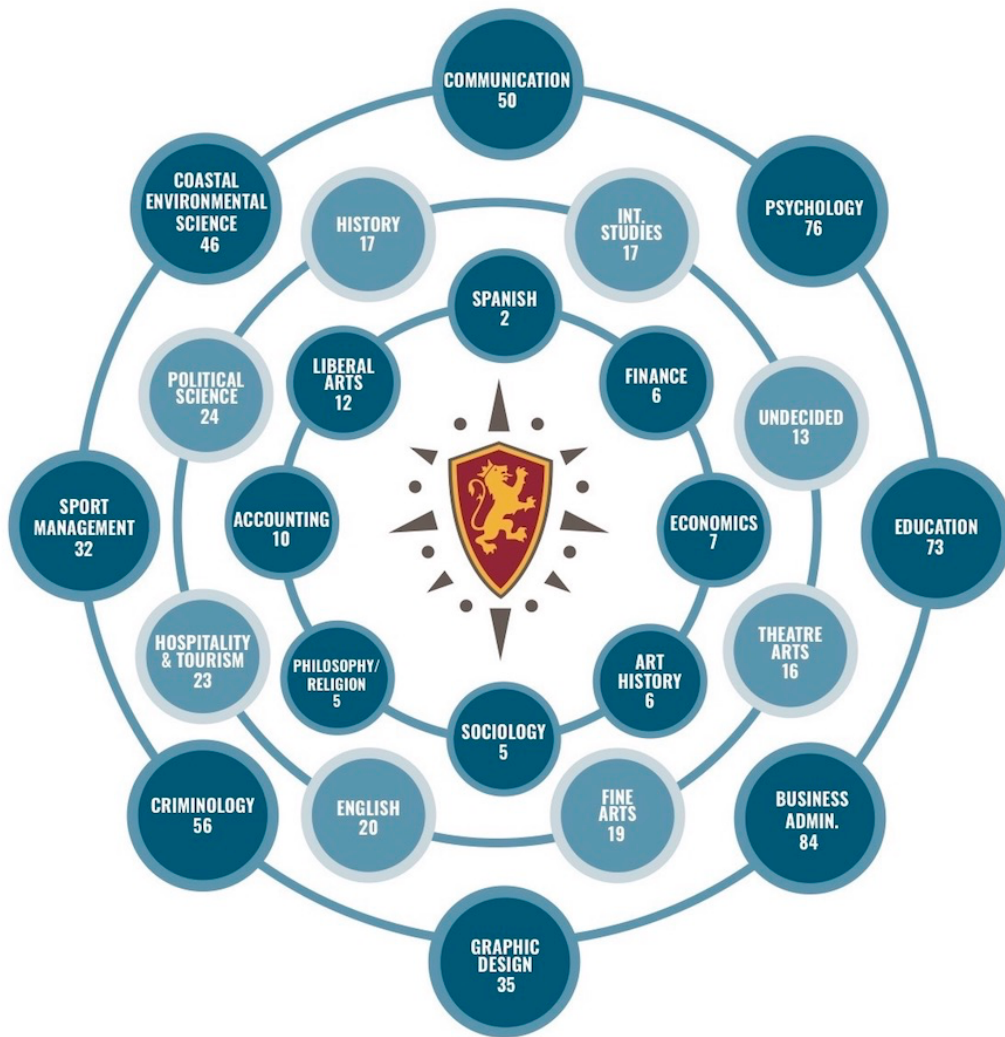 COMMUNICATION
50
COASTAL
ENVIRONMENTAL
SCIENCE
46
PSYCHOLOGY
76
HISTORY
17
INT.
STUDIES
17
SPANISH
2
LIBERAL
ARTS
12
FINANCE
6
POLITICAL
SCIENCE
24
UNDECIDED
13
SPORT
MANAGEMENT
32
ACCOUNTING
10
ECONOMICS
7
EDUCATION
73
HOSPITALITY
& TOURISM
23
PHILOSOPHY/
RELIGION
5
ART
HISTORY
6
THEATRE
ARTS
16
SOCIOLOGY
5
CRIMINOLOGY
56
ENGLISH
20
FINE
ARTS
19
BUSINESS
ADMIN.
84
GRAPHIC
DESIGN
35